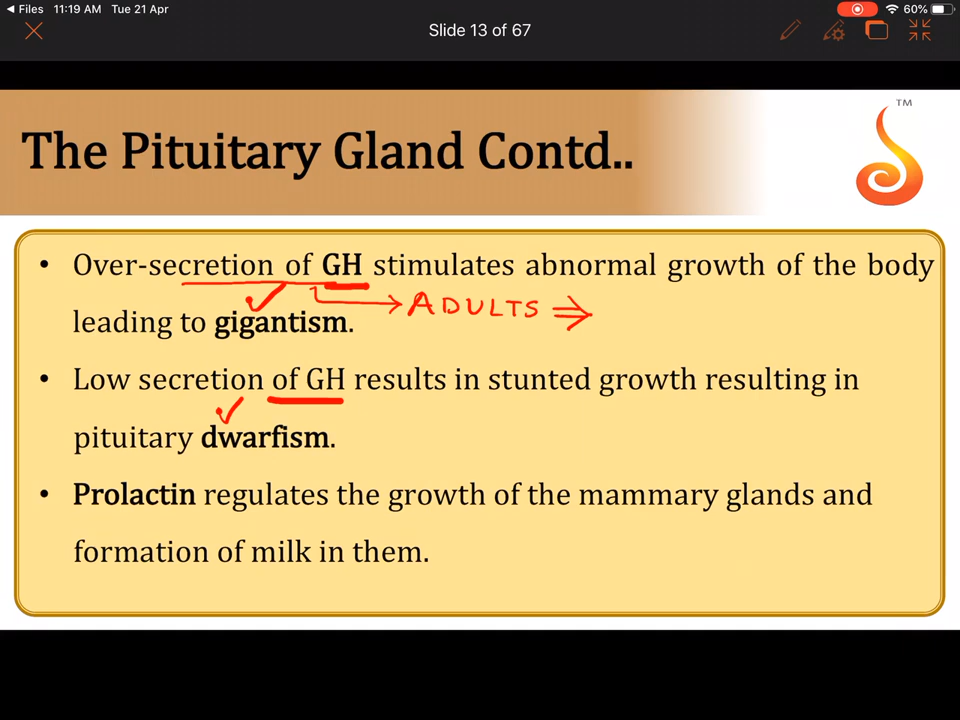 Files 11:19 AM Tue 21 Apr 60%
Slide 13 of 67
TM
The Pituitary Gland Contd..
• Over-secretion of GH stimulates abnormal growth of the body
ADULTS
leading to gigantism.
• Low secretion of GH results in stunted growth resulting in
pituitary dwarfism.
• Prolactin regulates the growth of the mammary glands and
formation of milk in them.